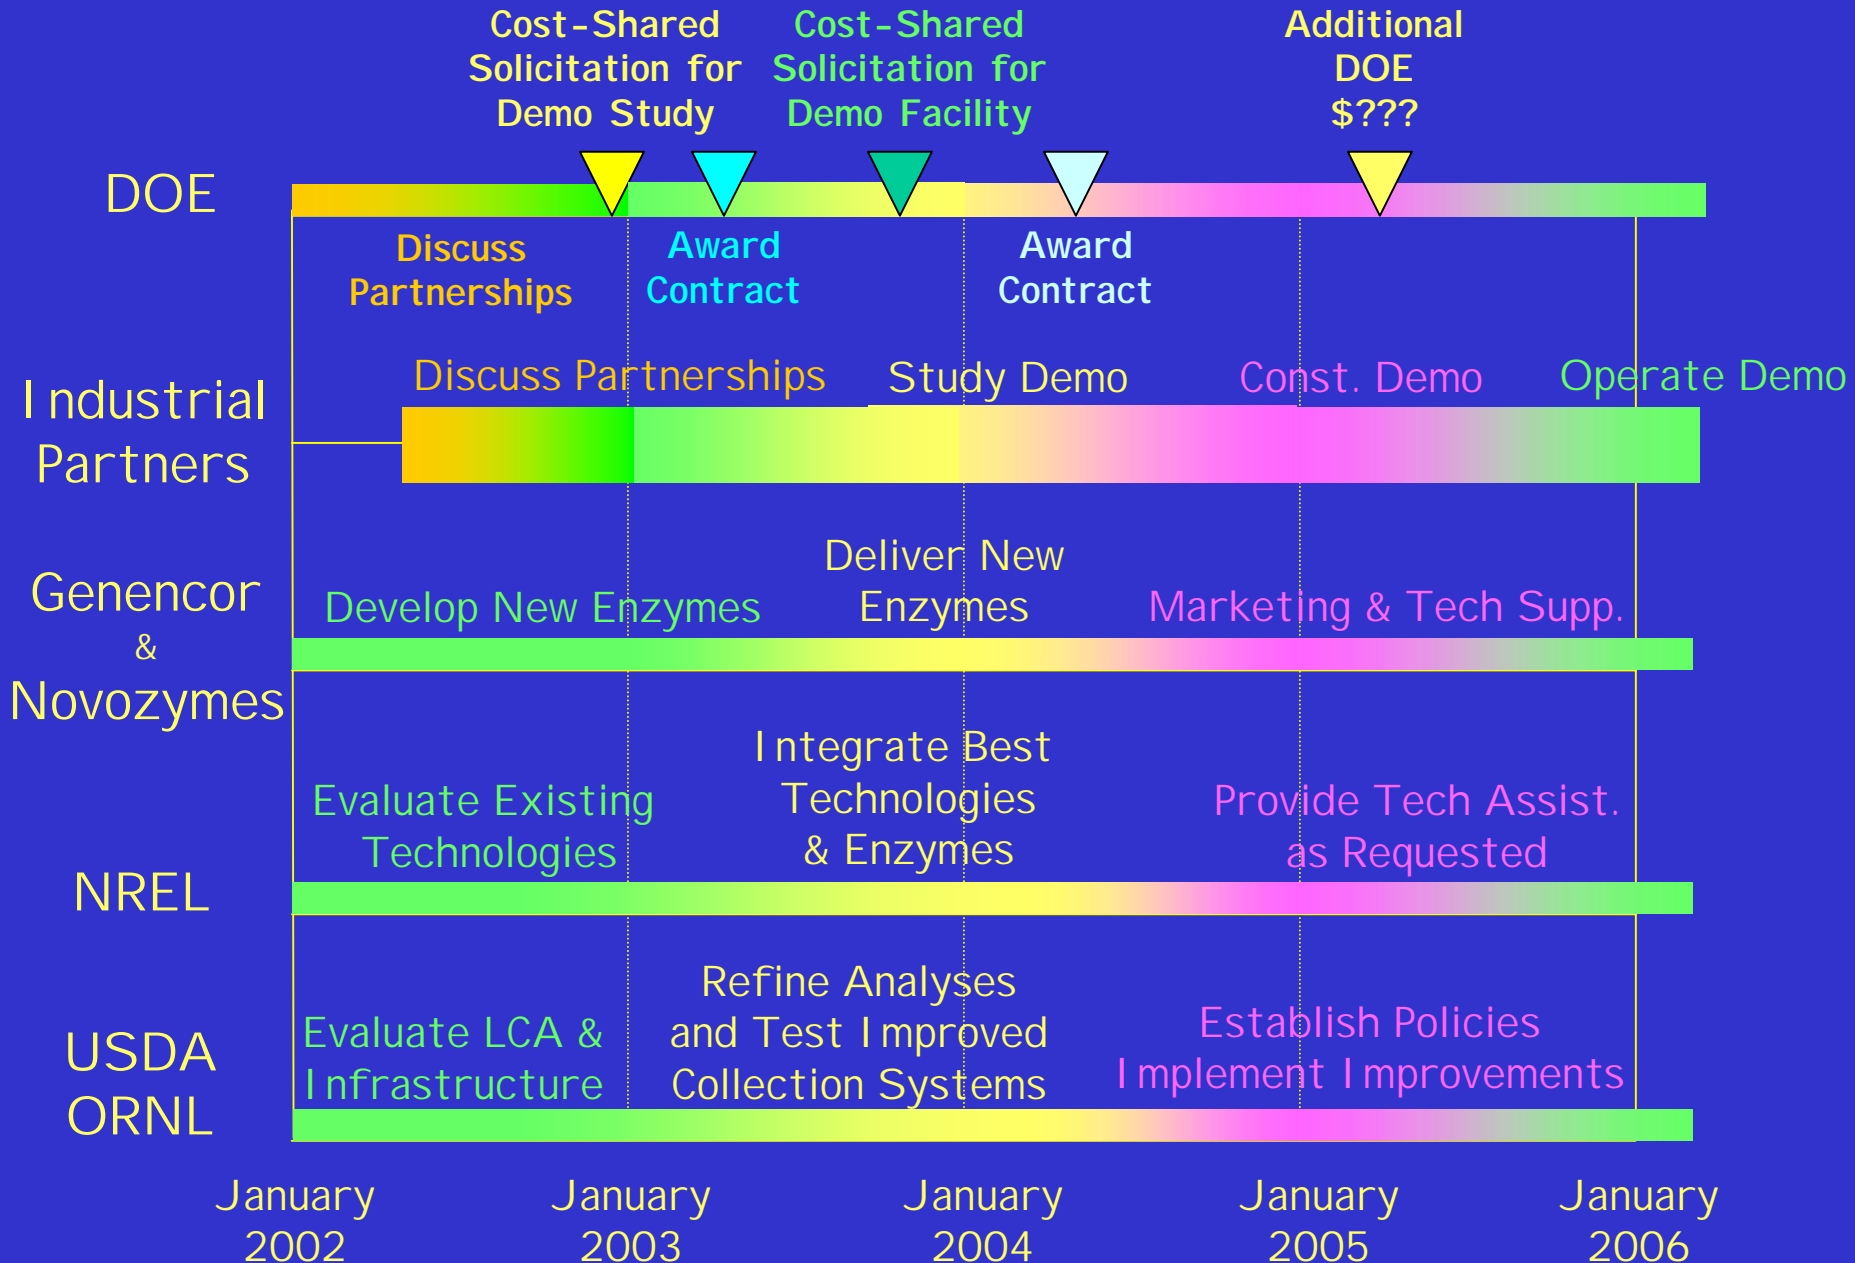 Cost-Shared
Solicitation for
Demo Study
Cost-Shared
Solicitation for
Demo Facility
Additional
DOE
$???
DOE
Discuss
Partnerships
Award
Contract
Award
Contract
Industrial
Partners
Discuss Partnerships
Study Demo
Const. Demo
Operate Demo
Genencor
&
Novozymes
Develop New Enzymes
Deliver New
Enzymes
Marketing & Tech Supp.
NREL
Evaluate Existing
Technologies
Integrate Best
Technologies
& Enzymes
Provide Tech Assist.
as Requested
USDA
ORNL
Evaluate LCA &
Infrastructure
Refine Analyses
and Test Improved
Collection Systems
Establish Policies
Implement Improvements
January
2002
January
2003
January
2004
January
2005
January
2006